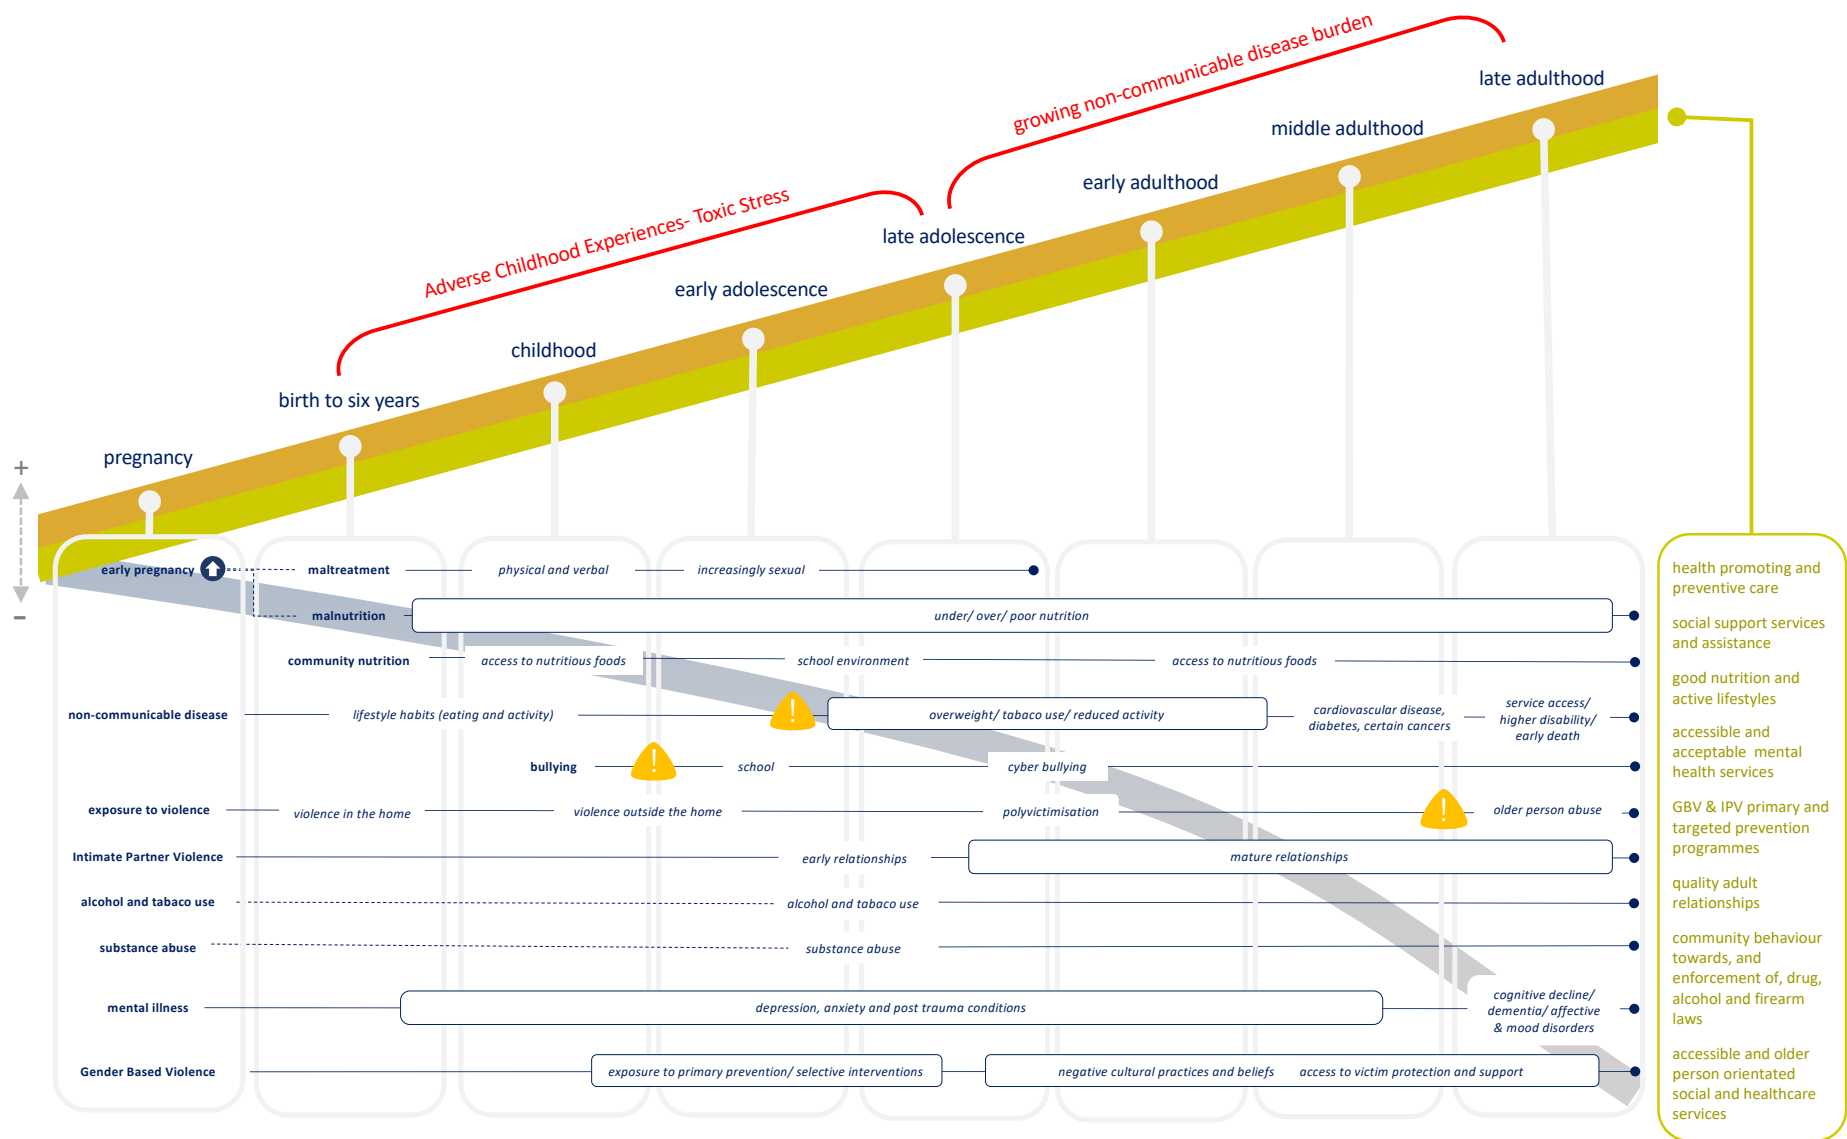 growing non-communicable disease burden
late adulthood
middle adulthood
early adulthood
Adverse Childhood Experiences- Toxic Stress
late adolescence
early adolescence
childhood
birth to six years
pregnancy
+
–
early pregnancy
maltreatment
physical and verbal
increasingly sexual
malnutrition
under/ over/ poor nutrition
community nutrition
access to nutritious foods
school environment
access to nutritious foods
non-communicable disease
lifestyle habits (eating and activity)
!
overweight/ tabaco use/ reduced activity
cardiovascular disease,
diabetes, certain cancers
service access/
higher disability/
early death
bullying
!
school
cyber bullying
exposure to violence
violence in the home
violence outside the home
polyvictimisation
!
older person abuse
Intimate Partner Violence
early relationships
mature relationships
alcohol and tabaco use
alcohol and tabaco use
substance abuse
substance abuse
mental illness
depression, anxiety and post trauma conditions
cognitive decline/
dementia/ affective
& mood disorders
Gender Based Violence
exposure to primary prevention/ selective interventions
negative cultural practices and beliefs
access to victim protection and support
health promoting and
preventive care
social support services
and assistance
good nutrition and
active lifestyles
accessible and
acceptable mental
health services
GBV & IPV primary and
targeted prevention
programmes
quality adult
relationships
community behaviour
towards, and
enforcement of, drug,
alcohol and firearm
laws
accessible and older
person orientated
social and healthcare
services